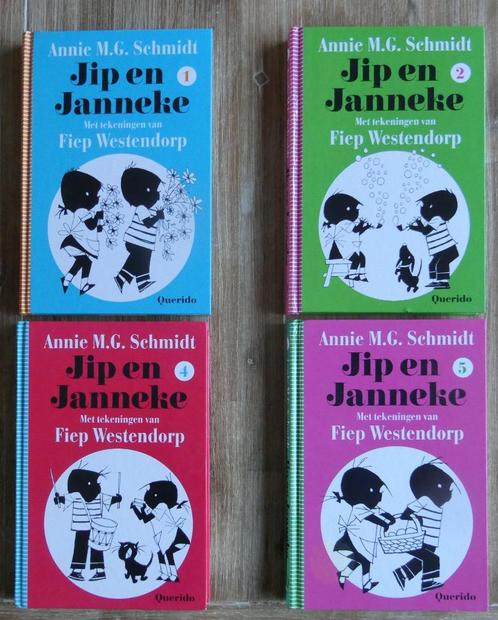 Annie M.G. Schmidt
Jip en
Janneke
1
Met tekeningen van
Fiep Westendorp
Querido
Annie M.G. Schmidt
Jip en
Janneke
2
Met tekeningen van
Fiep Westendorp
Querido
Annie M.G. Schmidt
Jip en
Janneke
4
Met tekeningen van
Fiep Westendorp
Querido
Annie M.G. Schmidt
Jip en
Janneke
5
Met tekeningen van
Fiep Westendorp
Querido